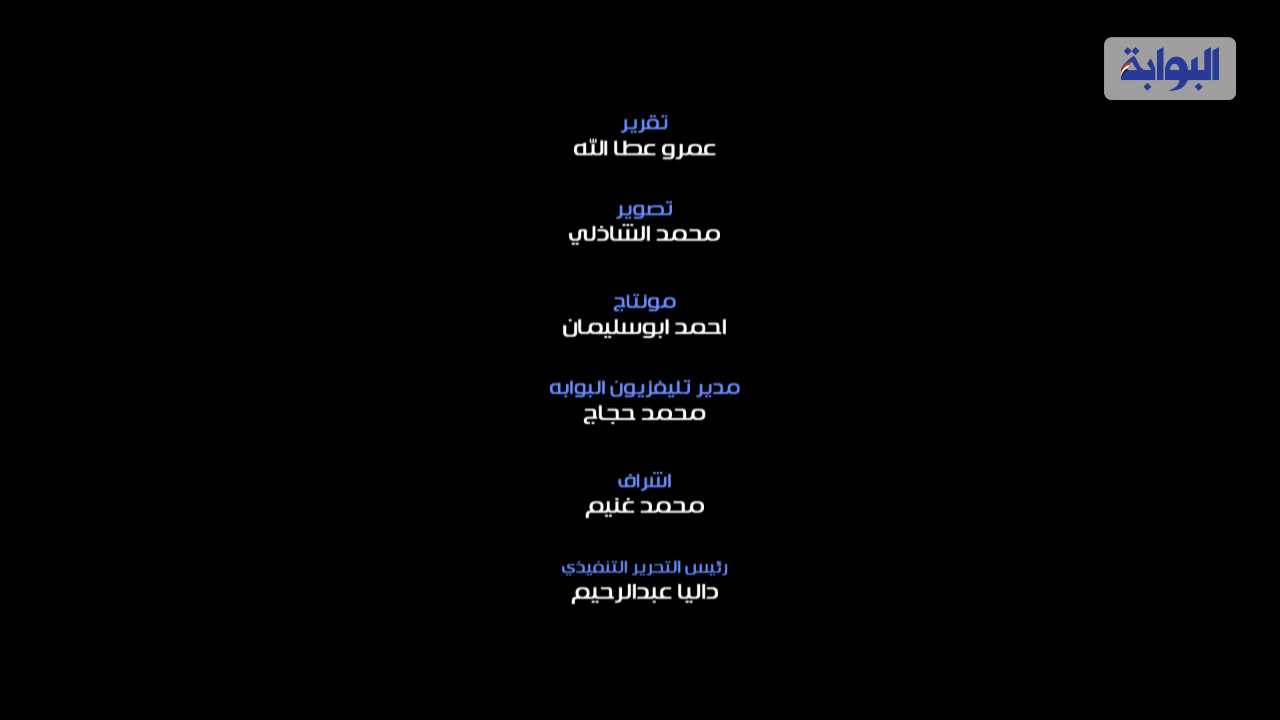 البوابة
تقرير
عمرو عطا الله
تصوير
محمد الشاذلي
مونتاج
احمد ابوسليمان
مدير تليفزيون البوابه
محمد حجاج
اشراف
محمد غنيم
رئيس التحرير التنفيذي
داليا عبدالرحيم